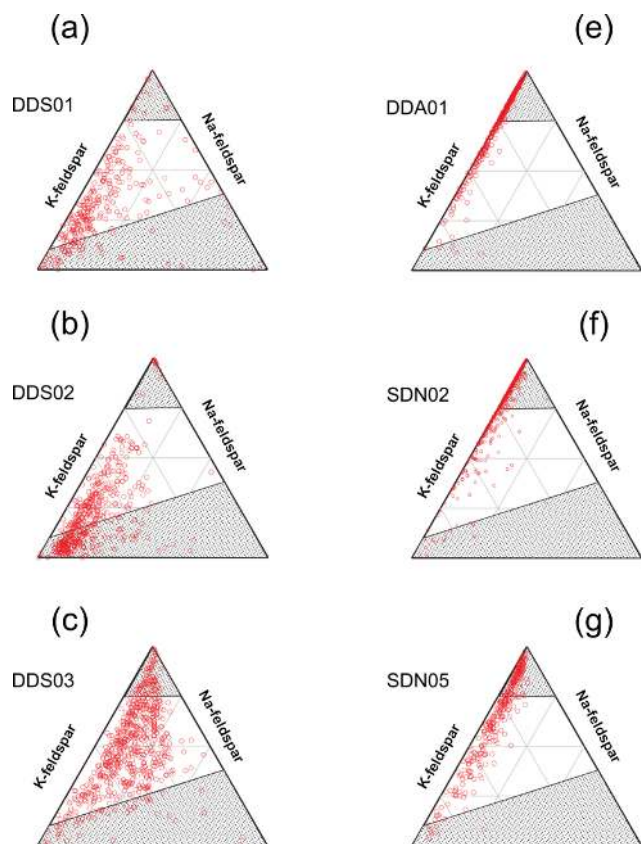 (a)
DDS01
K-feldspar
Na-feldspar
(b)
DDS02
K-feldspar
Na-feldspar
(c)
DDS03
K-feldspar
Na-feldspar
(e)
DDA01
K-feldspar
Na-feldspar
(f)
SDN02
K-feldspar
Na-feldspar
(g)
SDN05
K-feldspar
Na-feldspar